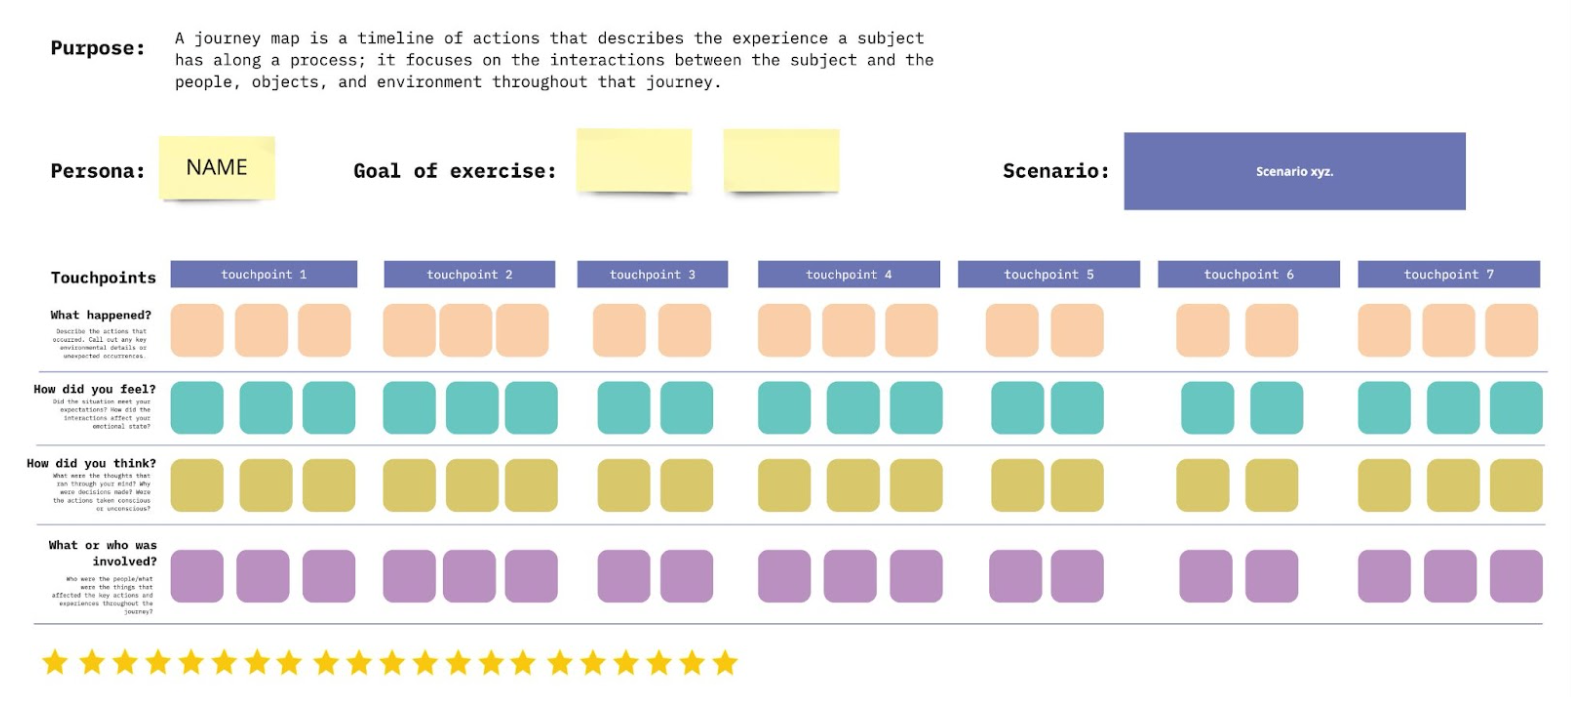 Purpose:
A journey map is a timeline of actions that describes the experience a subject
has along a process; it focuses on the interactions between the subject and the
people, objects, and environment throughout that journey.
Persona:
NAME
Goal of exercise:
Scenario:
Scenario xyz.
Touchpoints
touchpoint 1
touchpoint 2
touchpoint 3
touchpoint 4
touchpoint 5
touchpoint 6
touchpoint 7
What happened?
Describe the actions that
occurred. Call out any key
environmental details or
unexpected occurrences.
How did you feel?
Did the situation meet your
expectations? How did the
interactions affect your
emotional state?
How did you think?
What were the thoughts that
ran through your mind? Why
were decisions made? Were
the actions taken conscious
or unconscious?
What or who was
involved?
Who were the people/what
were the things that
affected the key actions and
experiences throughout the
journey?